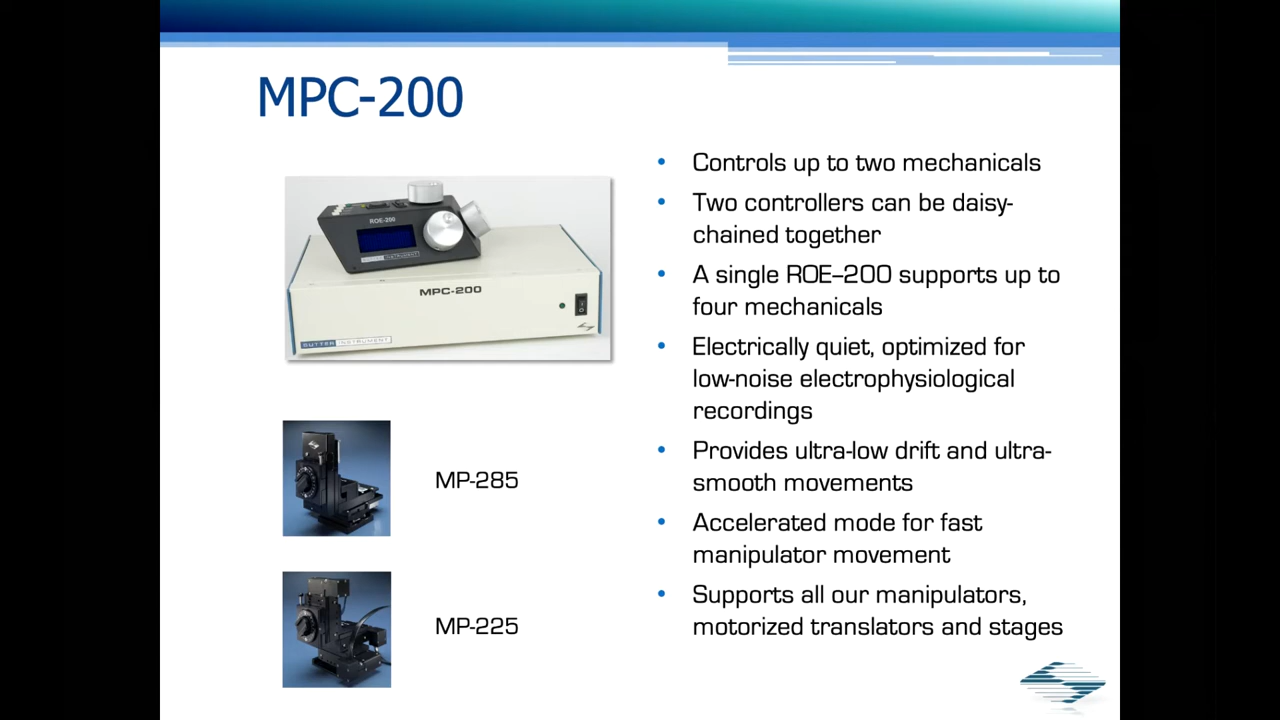 MPC-200
ROE-200
SUTTER INSTRUMENT
MPC-200
SUTTER INSTRUMENT
MP-285
MP-225
• Controls up to two mechanicals
• Two controllers can be daisy-
chained together
• A single ROE–200 supports up to
four mechanicals
• Electrically quiet, optimized for
low-noise electrophysiological
recordings
• Provides ultra-low drift and ultra-
smooth movements
• Accelerated mode for fast
manipulator movement
• Supports all our manipulators,
motorized translators and stages